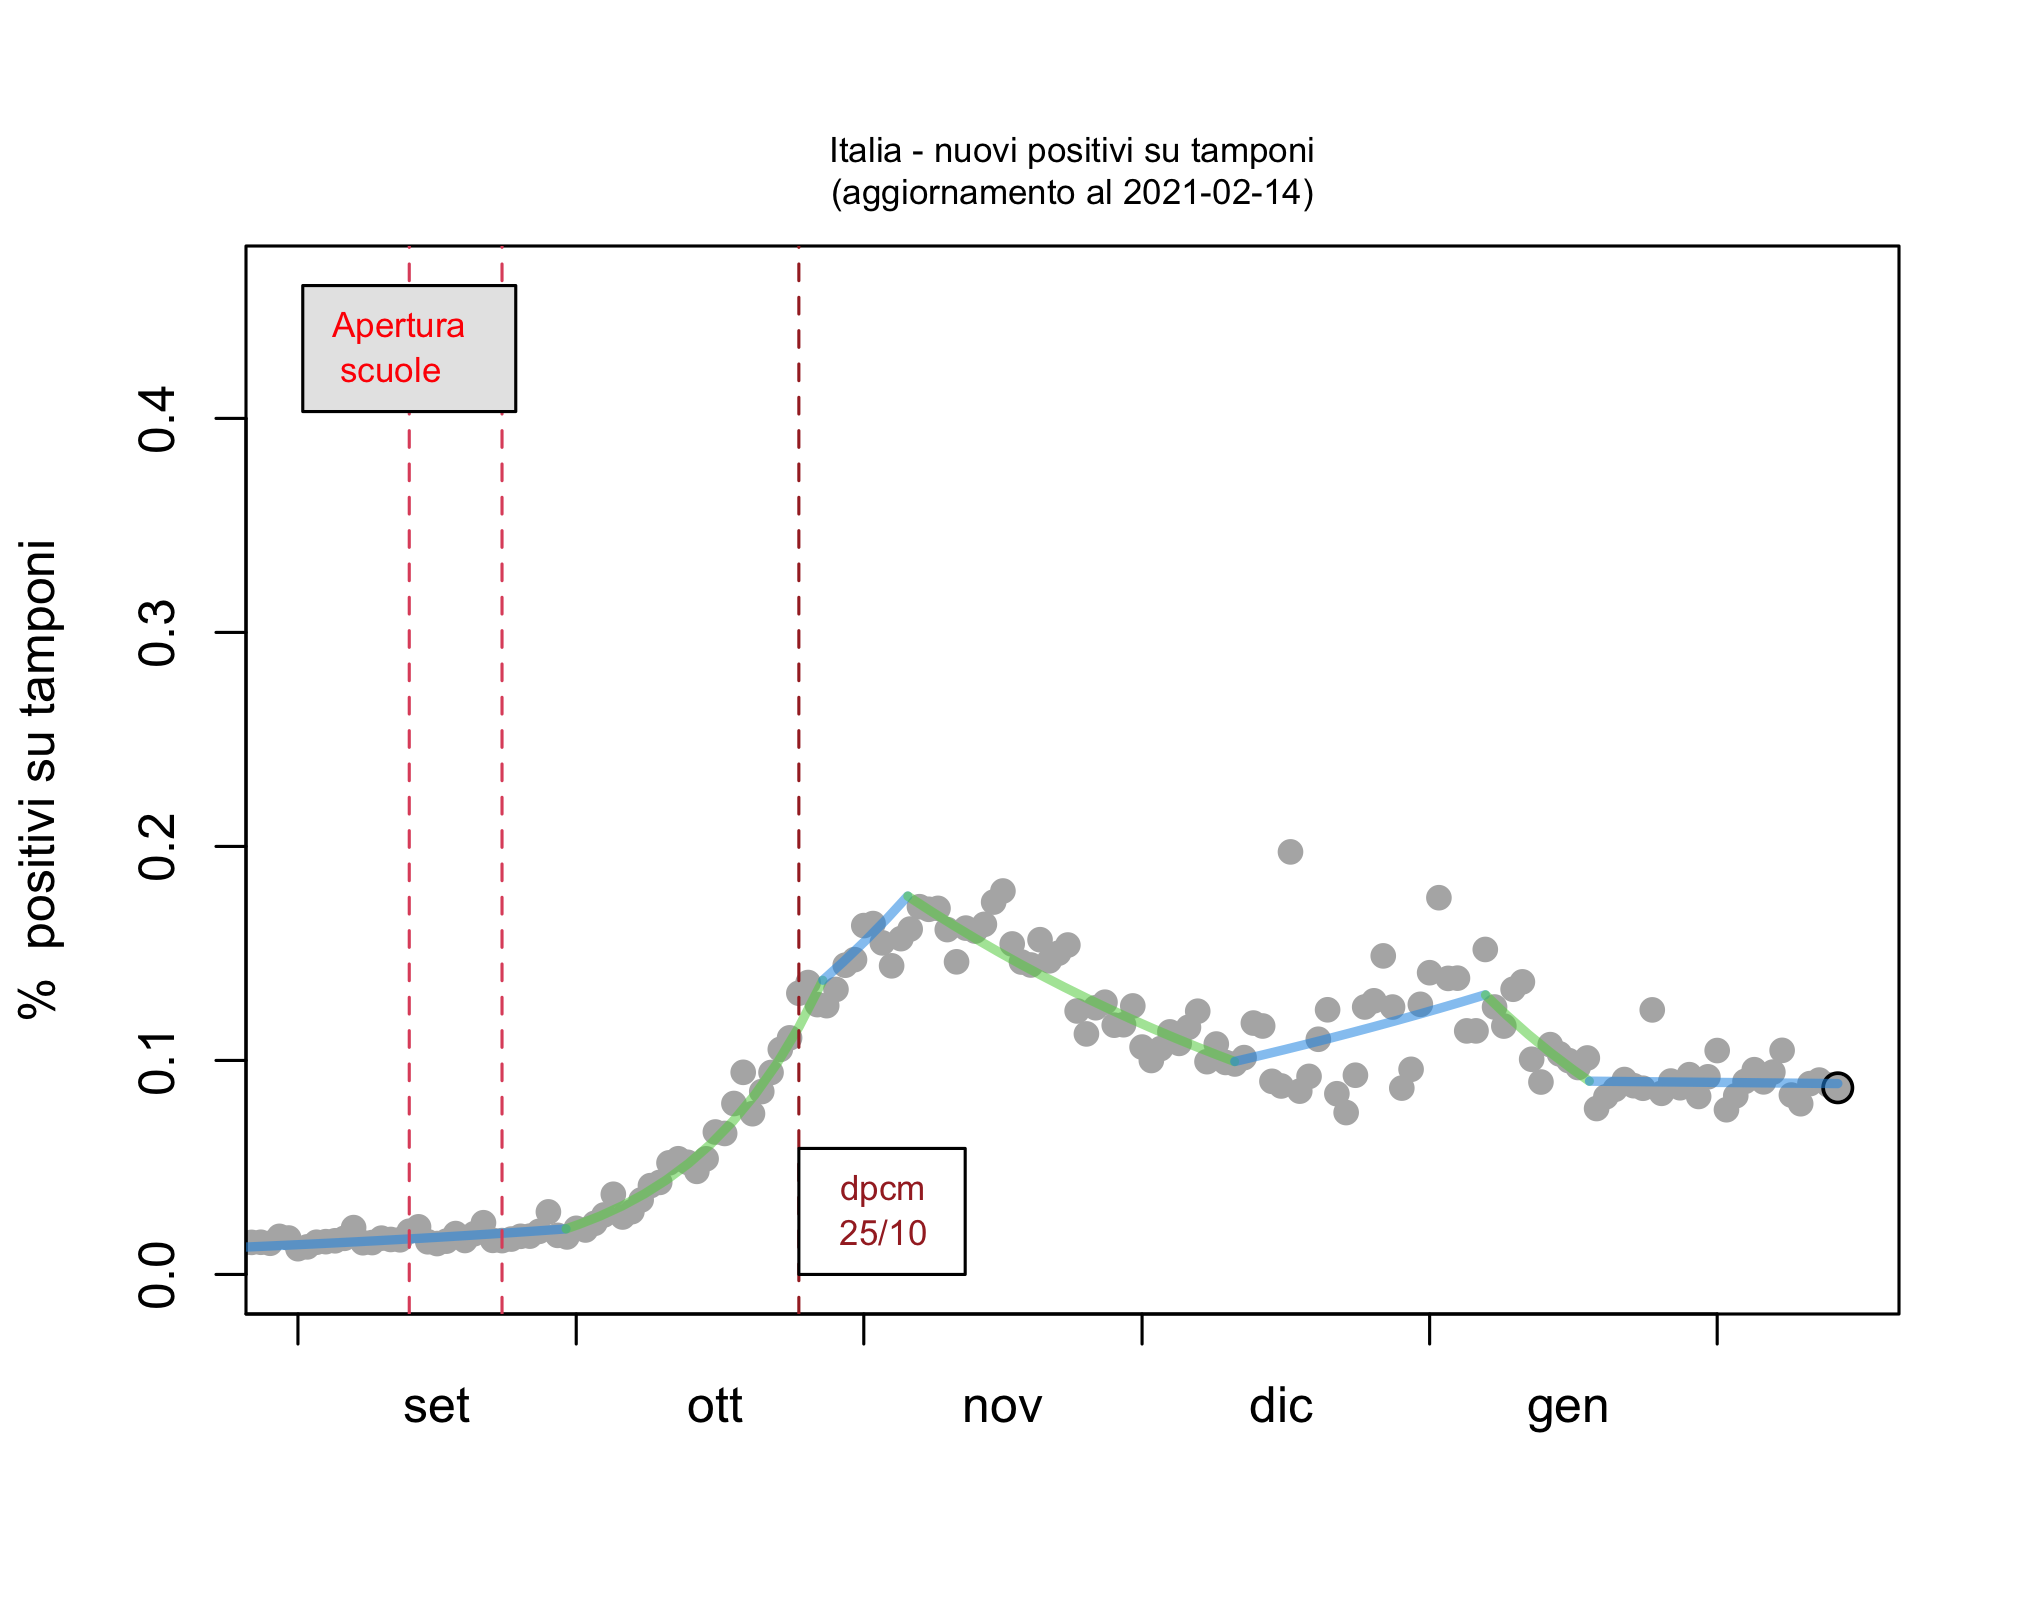 Italia - nuovi positivi su tamponi
(aggiornamento al 2021-02-14)
Apertura
scuole
% positivi su tamponi
0.4
0.3
0.2
0.1
0.0
dpcm
25/10
set ott nov dic gen